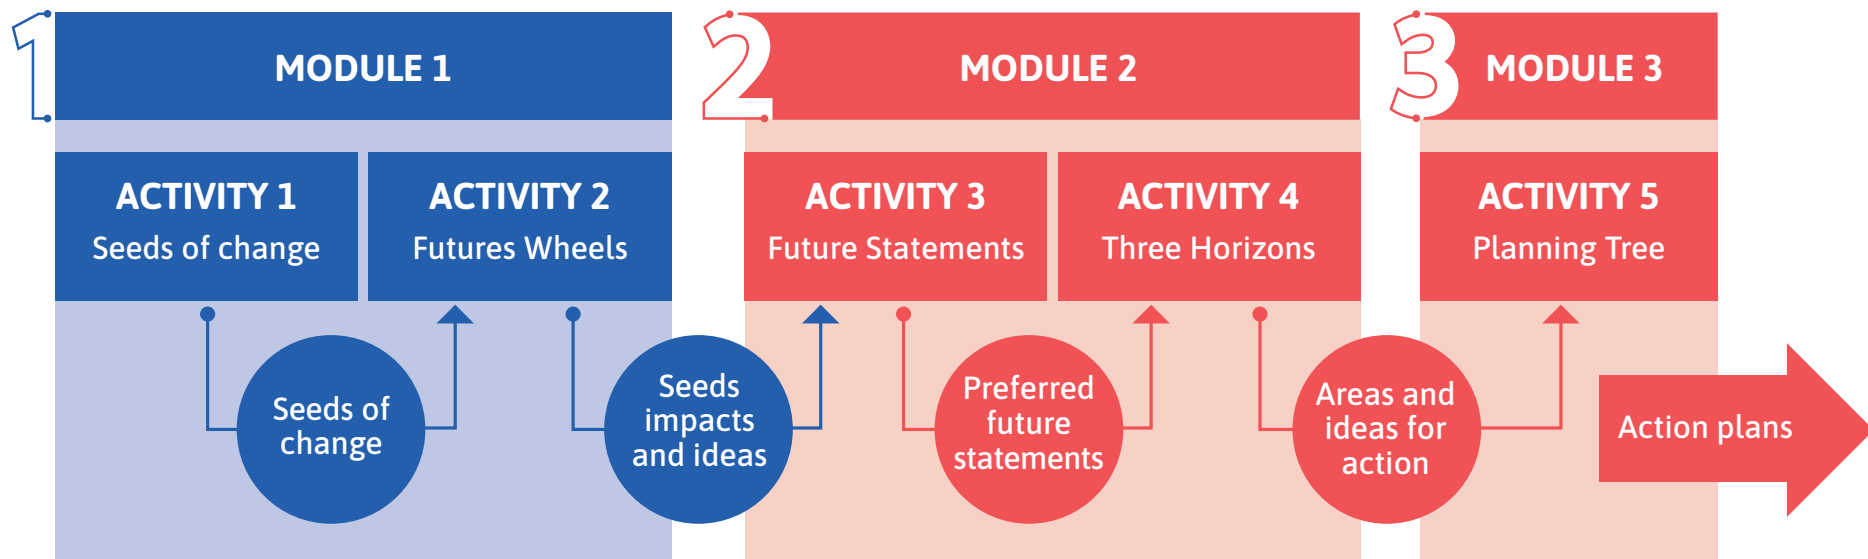 1
MODULE 1
2
MODULE 2
3
MODULE 3
ACTIVITY 1
Seeds of change
ACTIVITY 2
Futures Wheels
ACTIVITY 3
Future Statements
ACTIVITY 4
Three Horizons
ACTIVITY 5
Planning Tree
Seeds of
change
Seeds
impacts
and ideas
Preferred
future
statements
Areas and
ideas for
action
Action plans